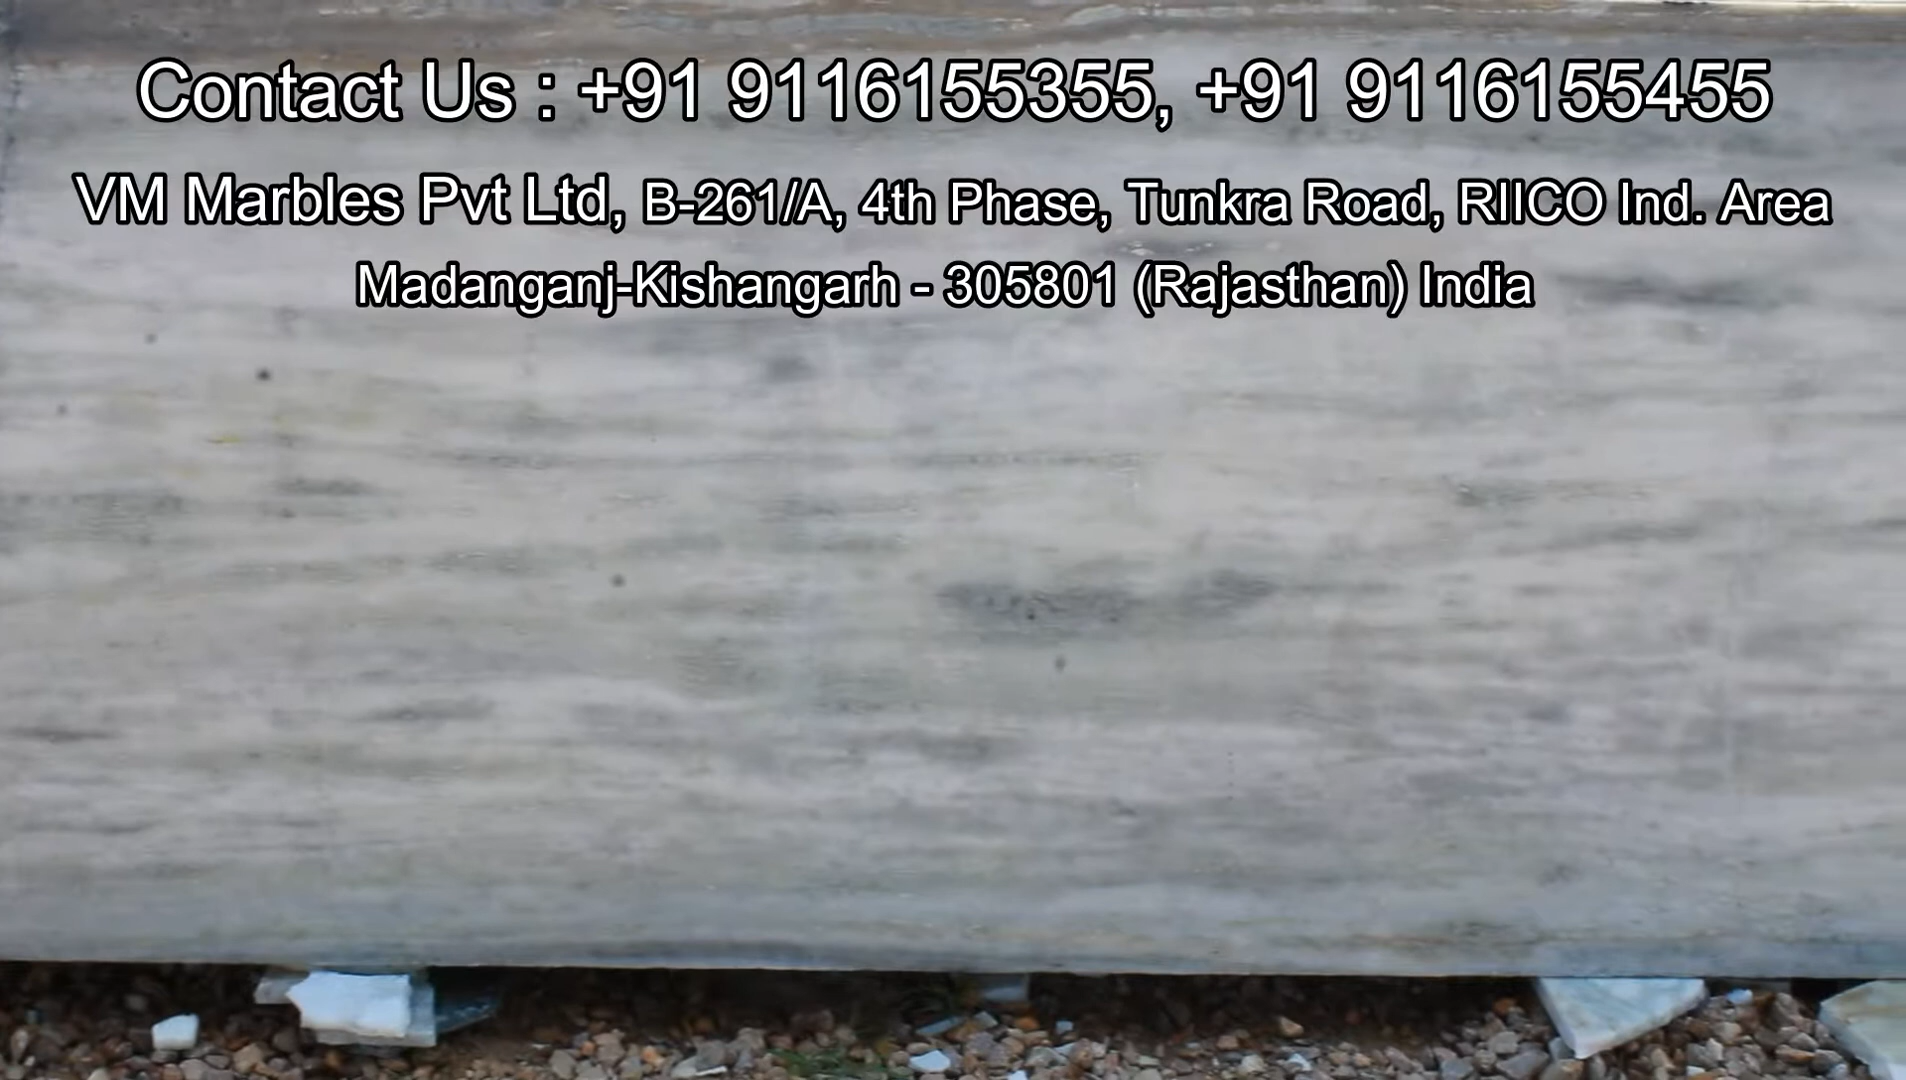 Contact Us : +91 9116155355, +91 9116155455
VM Marbles Pvt Ltd, B-261/A, 4th Phase, Tunkra Road, RIICO Ind. Area
Madanganj-Kishangarh - 305801 (Rajasthan) India